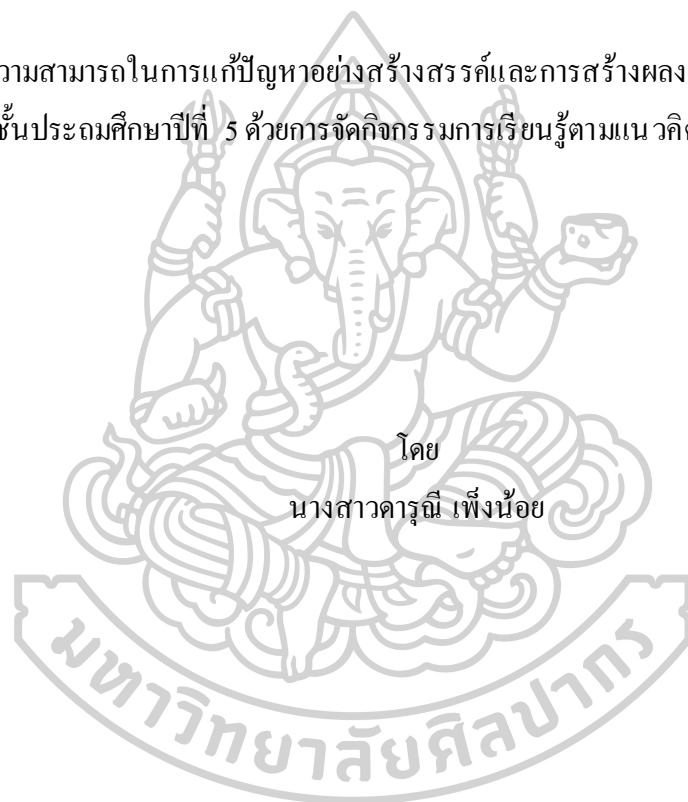 วามสามารถในการแก้ปัญหาอย่างสร้างสรรค์และการสร้างผลง
ชั้นประถมศึกษาปีที่ 5 ด้วยการจัดกิจกรรมการเรียนรู้ตามแนวคิด
โดย
นางสาวดารุณี เพ็งน้อย
มหาวิทยาลัยศิลปากร